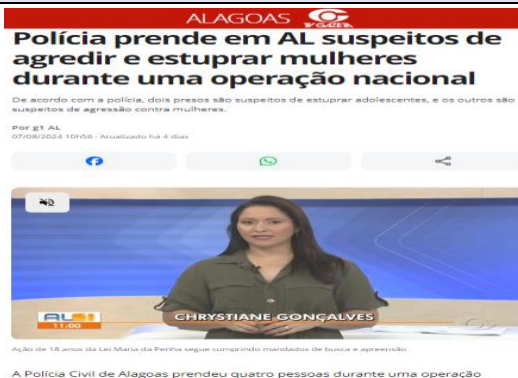 ALAGOAS TV GAZETA
Polícia prende em AL suspeitos de
agredir e estuprar mulheres
durante uma operação nacional
De acordo com a polícia, dois presos são suspeitos de estuprar adolescentes, e os outros são
suspeitos de agressão contra mulheres.
Por g1 AL
07/08/2024 10h56 · Atualizado há 4 dias
AL1
11:00
CHRYSTIANE GONÇALVES
Ação de 18 anos da Lei Maria da Penha segue cumprindo mandados de busca e apreensão
A Polícia Civil de Alagoas prendeu quatro pessoas durante uma operação